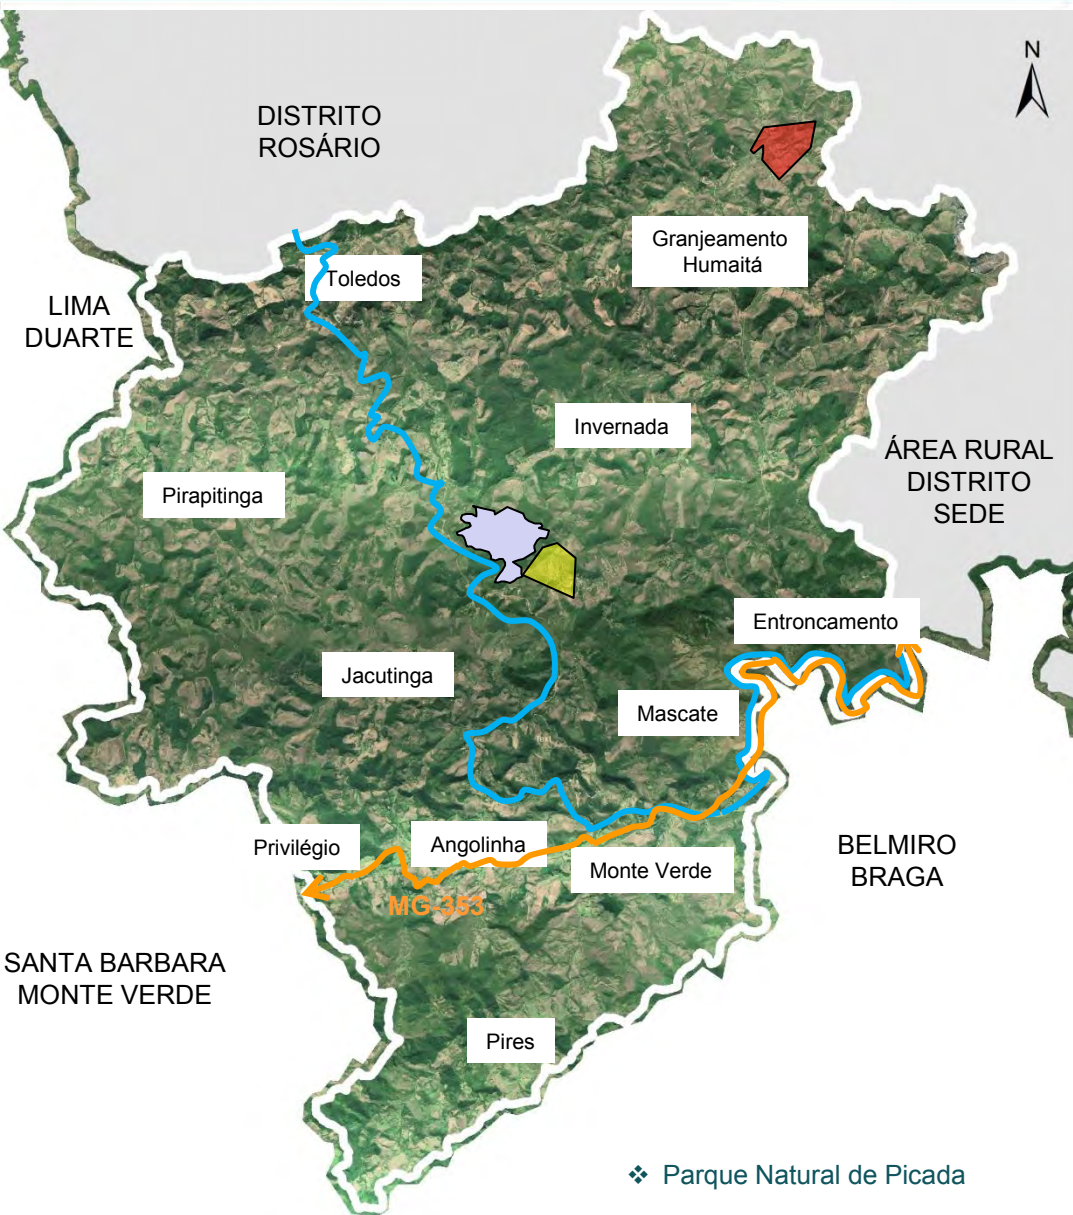 N
DISTRITO
ROSÁRIO
Granjeamento
Humaitá
Toledos
LIMA
DUARTE
Invernada
ÁREA RURAL
DISTRITO
SEDE
Pirapitinga
Entroncamento
Jacutinga
Mascate
Privilégio
Angolinha
BELMIRO
BRAGA
Monte Verde
MG-353
SANTA BARBARA
MONTE VERDE
Pires
❖ Parque Natural de Picada